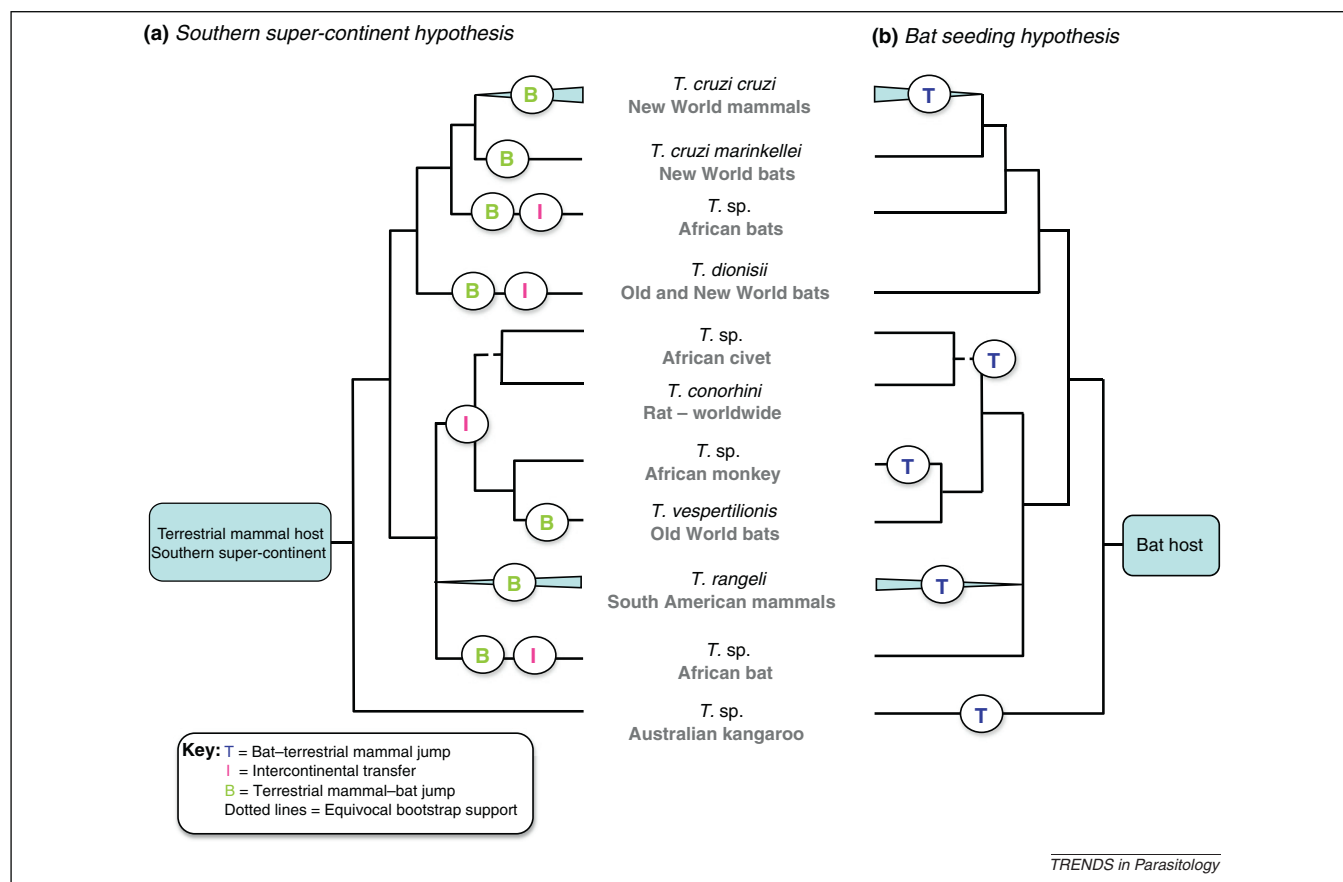 (a) Southern super-continent hypothesis
(b) Bat seeding hypothesis
B
T. cruzi cruzi
New World mammals
T
B
T. cruzi marinkellei
New World bats
B
I
T. sp.
African bats
B
I
T. dionisii
Old and New World bats
T. sp.
African civet
T
T. conorhini
Rat – worldwide
I
T. sp.
African monkey
T
B
T. vespertilionis
Old World bats
Terrestrial mammal host
Southern super-continent
Bat host
B
T. rangeli
South American mammals
T
B
I
T. sp.
African bat
T. sp.
Australian kangaroo
T
Key: T = Bat–terrestrial mammal jump
I = Intercontinental transfer
B = Terrestrial mammal–bat jump
Dotted lines = Equivocal bootstrap support
TRENDS in Parasitology